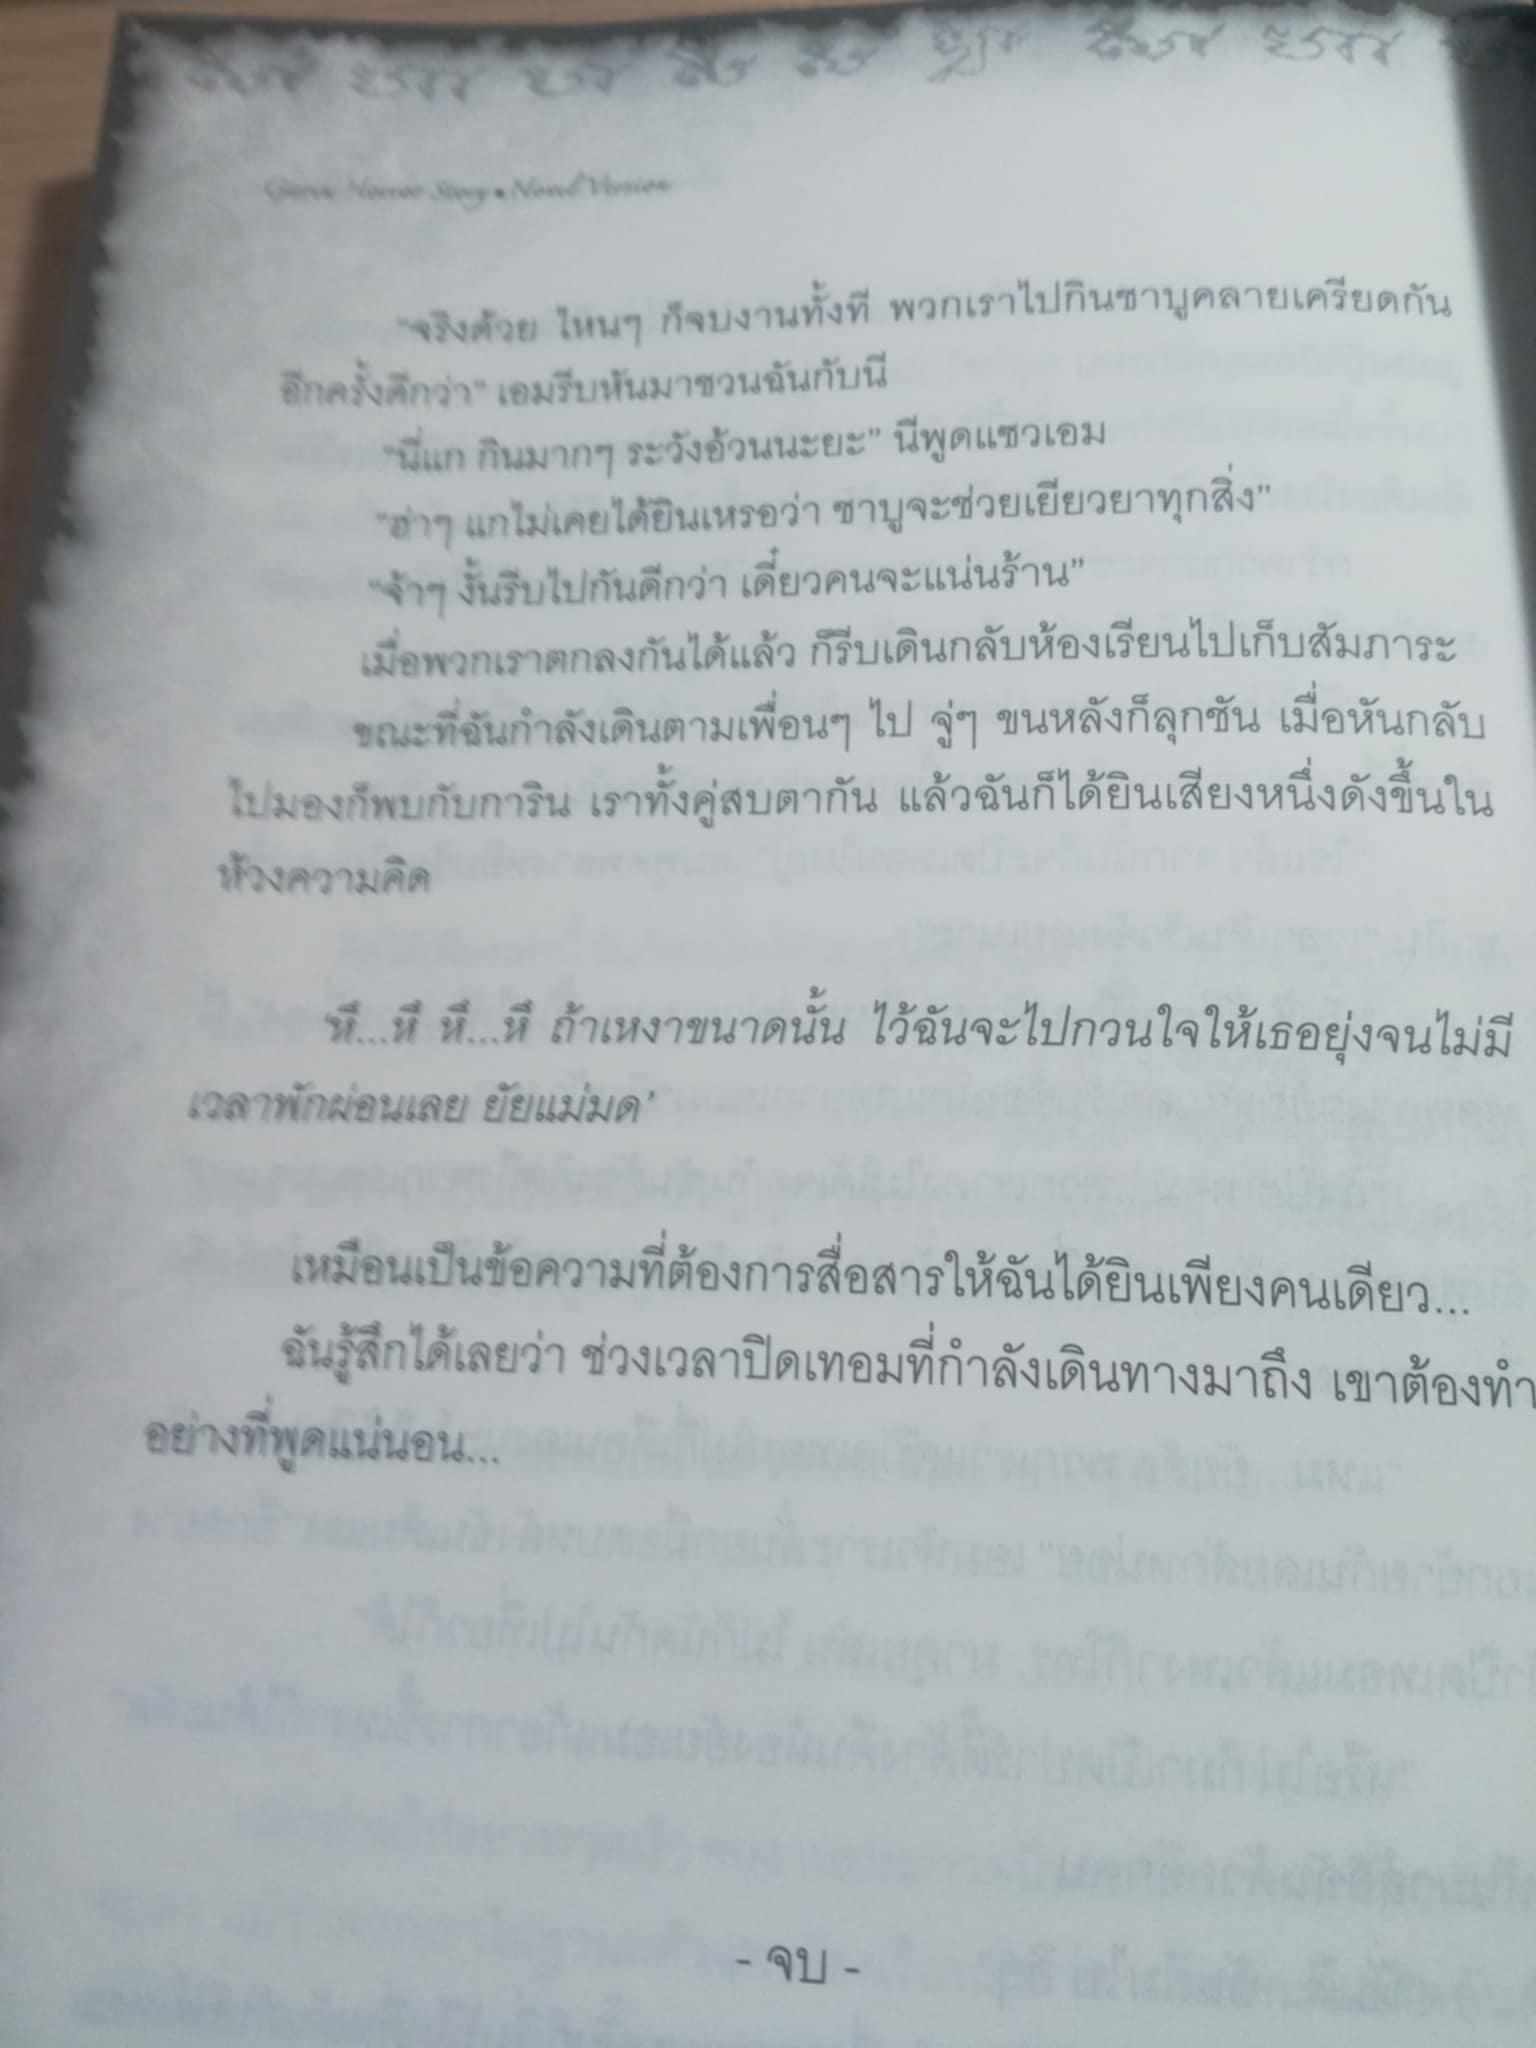 Horror Story • Novel Version
"จริงด้วย ไหนๆ ก็จบงานทั้งที พวกเราไปกินชาบูคลายเครียดกัน
อีกครั้งดีกว่า" เอมรีบหันมาชวนฉันกับนี
"นี่แก กินมากๆ ระวังอ้วนนะยะ" นีพูดแซวเอม
"ฮ่าๆ แกไม่เคยได้ยินเหรอว่า ชาบูจะช่วยเยียวยาทุกสิ่ง"
"จ้าๆ งั้นรีบไปกันดีกว่า เดี๋ยวคนจะแน่นร้าน"
เมื่อพวกเราตกลงกันได้แล้ว ก็รีบเดินกลับห้องเรียนไปเก็บสัมภาระ
ขณะที่ฉันกำลังเดินตามเพื่อนๆ ไป จู่ๆ ขนหลังก็ลุกชัน เมื่อหันกลับ
ไปมองก็พบกับการิน เราทั้งคู่สบตากัน แล้วฉันก็ได้ยินเสียงหนึ่งดังขึ้นใน
ห้วงความคิด
'หึ...หึ หึ...หึ ถ้าเหงาขนาดนั้น ไว้ฉันจะไปกวนใจให้เธอยุ่งจนไม่มี
เวลาพักผ่อนเลย ยัยแม่มด'
เหมือนเป็นข้อความที่ต้องการสื่อสารให้ฉันได้ยินเพียงคนเดียว...
ฉันรู้สึกได้เลยว่า ช่วงเวลาปิดเทอมที่กำลังเดินทางมาถึง เขาต้องทำ
อย่างที่พูดแน่นอน...
- จบ -